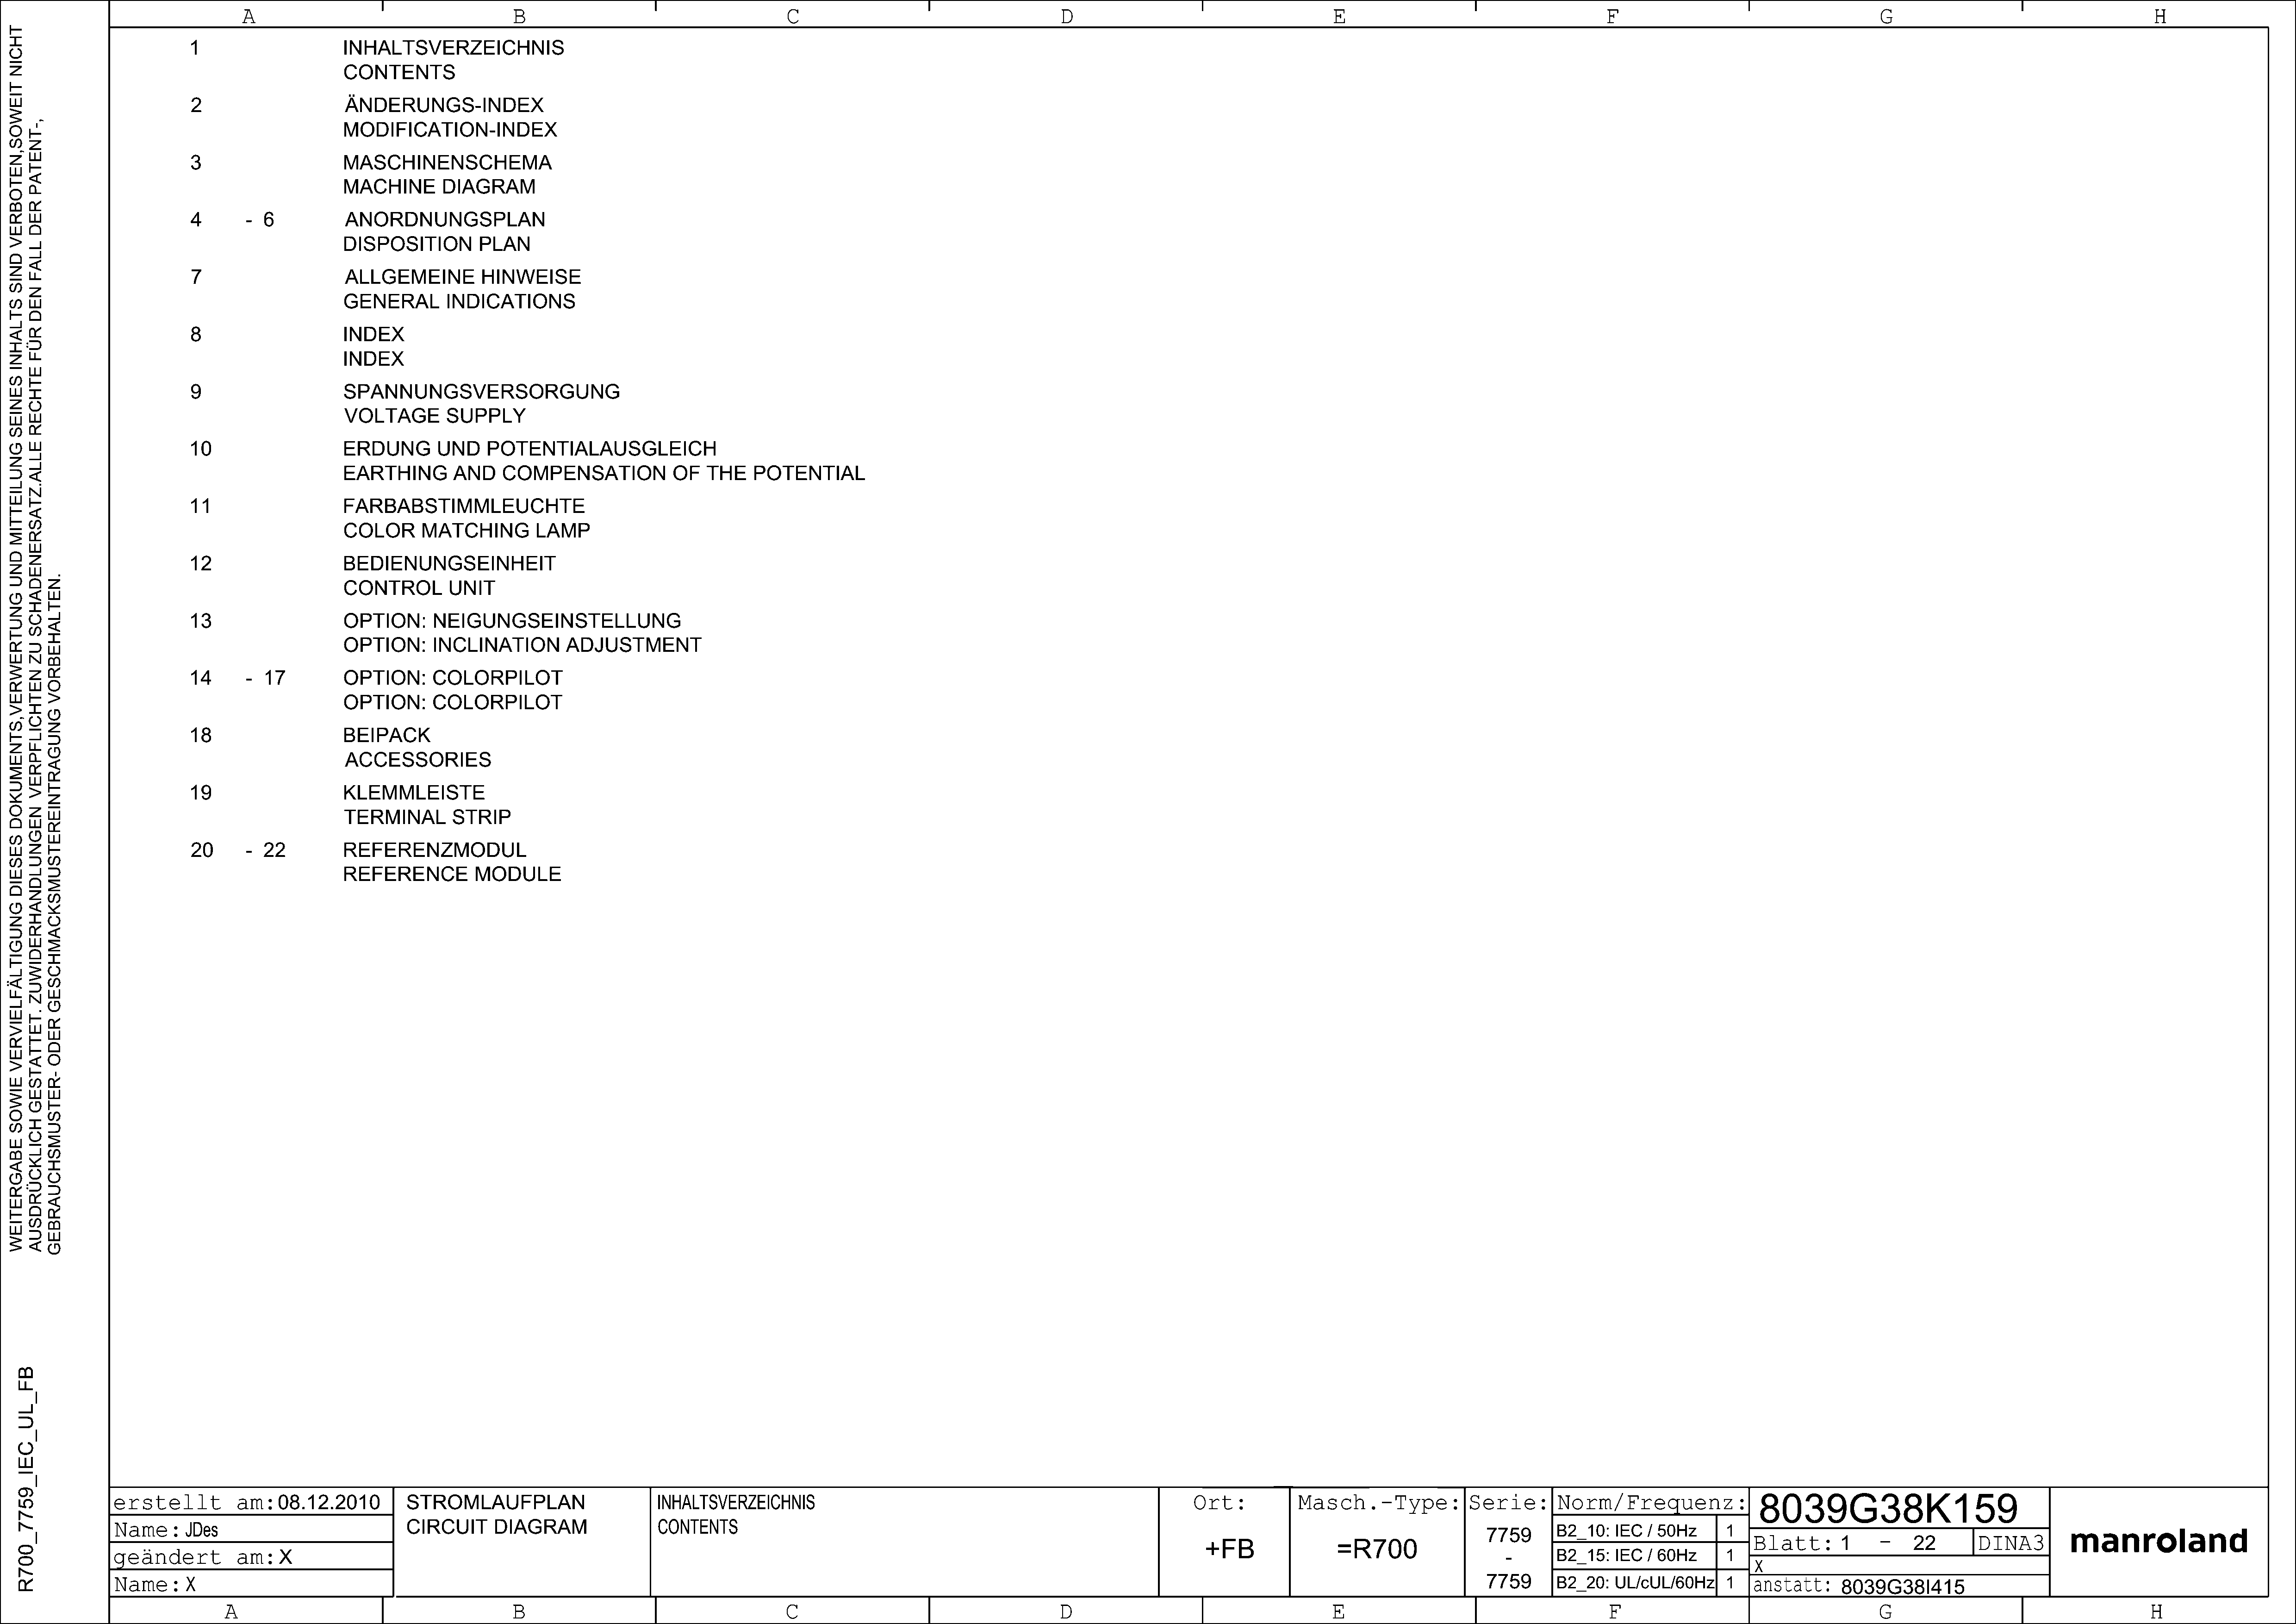 A B C D E F G H
1 INHALTSVERZEICHNIS
CONTENTS
2 ÄNDERUNGS-INDEX
MODIFICATION-INDEX
3 MASCHINENSCHEMA
MACHINE DIAGRAM
4 - 6 ANORDNUNGSPLAN
DISPOSITION PLAN
7 ALLGEMEINE HINWEISE
GENERAL INDICATIONS
8 INDEX
INDEX
9 SPANNUNGSVERSORGUNG
VOLTAGE SUPPLY
10 ERDUNG UND POTENTIALAUSGLEICH
EARTHING AND COMPENSATION OF THE POTENTIAL
11 FARBABSTIMMLEUCHTE
COLOR MATCHING LAMP
12 BEDIENUNGSEINHEIT
CONTROL UNIT
13 OPTION: NEIGUNGSEINSTELLUNG
OPTION: INCLINATION ADJUSTMENT
14 - 17 OPTION: COLORPILOT
OPTION: COLORPILOT
18 BEIPACK
ACCESSORIES
19 KLEMMLEISTE
TERMINAL STRIP
20 - 22 REFERENZMODUL
REFERENCE MODULE
WEITERGABE SOWIE VERVIELFÄLTIGUNG DIESES DOKUMENTS,VERWERTUNG UND MITTEILUNG SEINES INHALTS SIND VERBOTEN,SOWEIT NICHT
AUSDRÜCKLICH GESTATTET. ZUWIDERHANDLUNGEN VERPFLICHTEN ZU SCHADENERSATZ.ALLE RECHTE FÜR DEN FALL DER PATENT-,
GEBRAUCHSMUSTER- ODER GESCHMACKSMUSTEREINTRAGUNG VORBEHALTEN.
R700_7759_IEC_UL_FB
erstellt am: 08.12.2010
Name: JDes
geändert am: X
Name: X
STROMLAUFPLAN
CIRCUIT DIAGRAM
INHALTSVERZEICHNIS
CONTENTS
Ort:
+FB
Masch.-Type:
=R700
Serie:
7759
-
7759
Norm/Frequenz:
B2_10: IEC / 50Hz 1
B2_15: IEC / 60Hz 1
B2_20: UL/cUL/60Hz 1
8039G38K159
Blatt: 1 - 22 DINA3
X
anstatt: 8039G38I415
manroland
A B C D E F G H